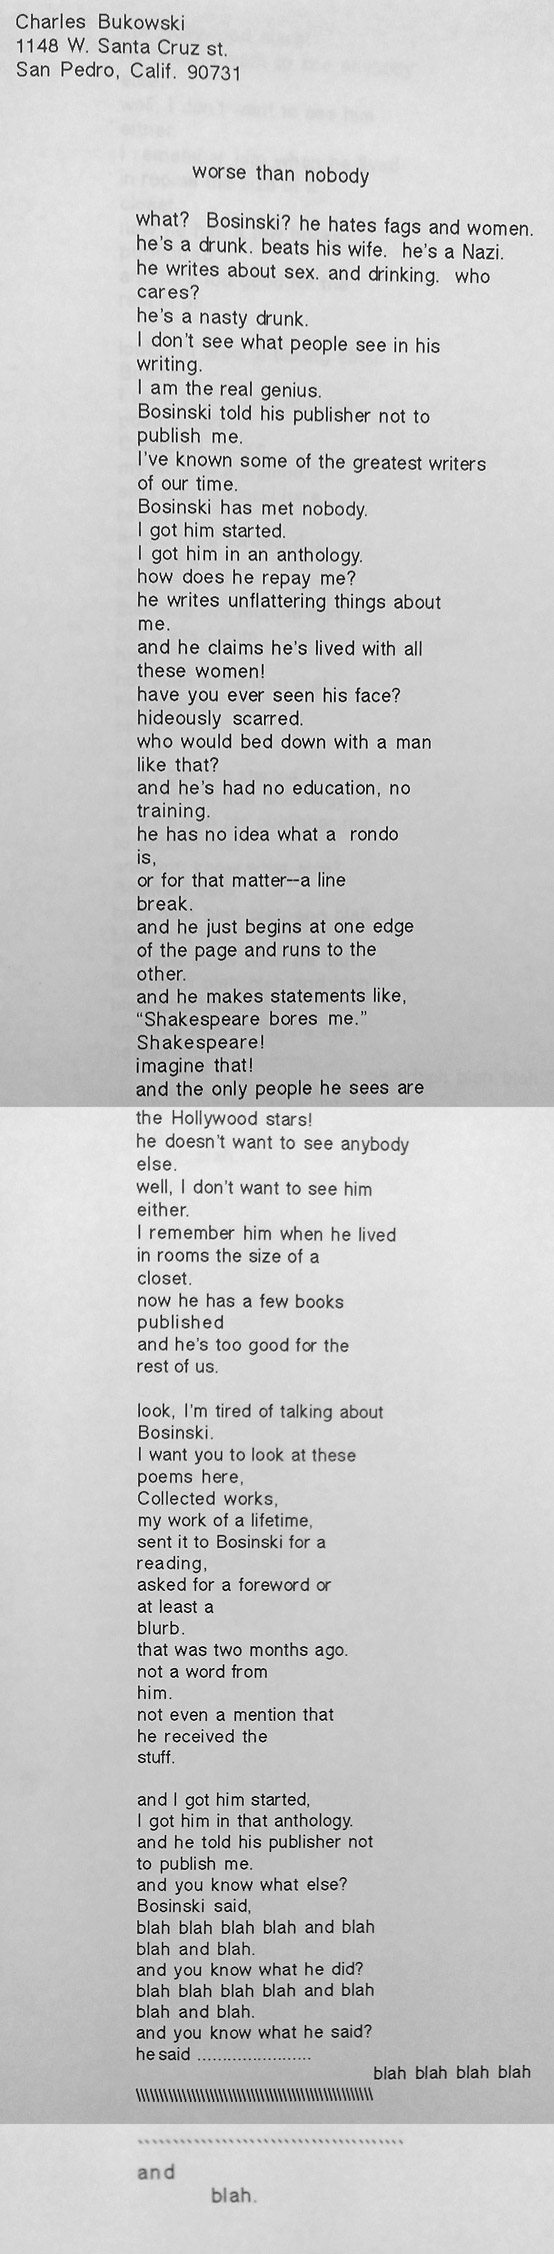 Charles Bukowski
1148 W. Santa Cruz st.
San Pedro, Calif. 90731
worse than nobody
what?  Bosinski? he hates fags and women.
he's a drunk. beats his wife.  he's a Nazi.
he writes about sex. and drinking.  who
cares?
he's a nasty drunk.
I don't see what people see in his
writing.
I am the real genius.
Bosinski told his publisher not to
publish me.
I've known some of the greatest writers
of our time.
Bosinski has met nobody.
I got him started.
I got him in an anthology.
how does he repay me?
he writes unflattering things about
me.
and he claims he's lived with all
these women!
have you ever seen his face?
hideously scarred.
who would bed down with a man
like that?
and he's had no education, no
training.
he has no idea what a  rondo
is,
or for that matter--a line
break.
and he just begins at one edge
of the page and runs to the
other.
and he makes statements like,
“Shakespeare bores me.”
Shakespeare!
imagine that!
and the only people he sees are
the Hollywood stars!
he doesn't want to see anybody
else.
well, I don't want to see him
either.
I remember him when he lived
in rooms the size of a
closet.
now he has a few books
published
and he's too good for the
rest of us.
look, I'm tired of talking about
Bosinski.
I want you to look at these
poems here,
Collected works,
my work of a lifetime,
sent it to Bosinski for a
reading,
asked for a foreword or
at least a
blurb.
that was two months ago.
not a word from
him.
not even a mention that
he received the
stuff.
and I got him started,
I got him in that anthology.
and he told his publisher not
to publish me.
and you know what else?
Bosinski said,
blah blah blah blah and blah
blah and blah.
and you know what he did?
blah blah blah blah and blah
blah and blah.
and you know what he said?
he said .......................
blah blah blah blah
\\\\\\\\\\\\\\\\\\\\\\\\\\\\\\\\\\\\\\\\\\\\\\\\\\
and
blah.